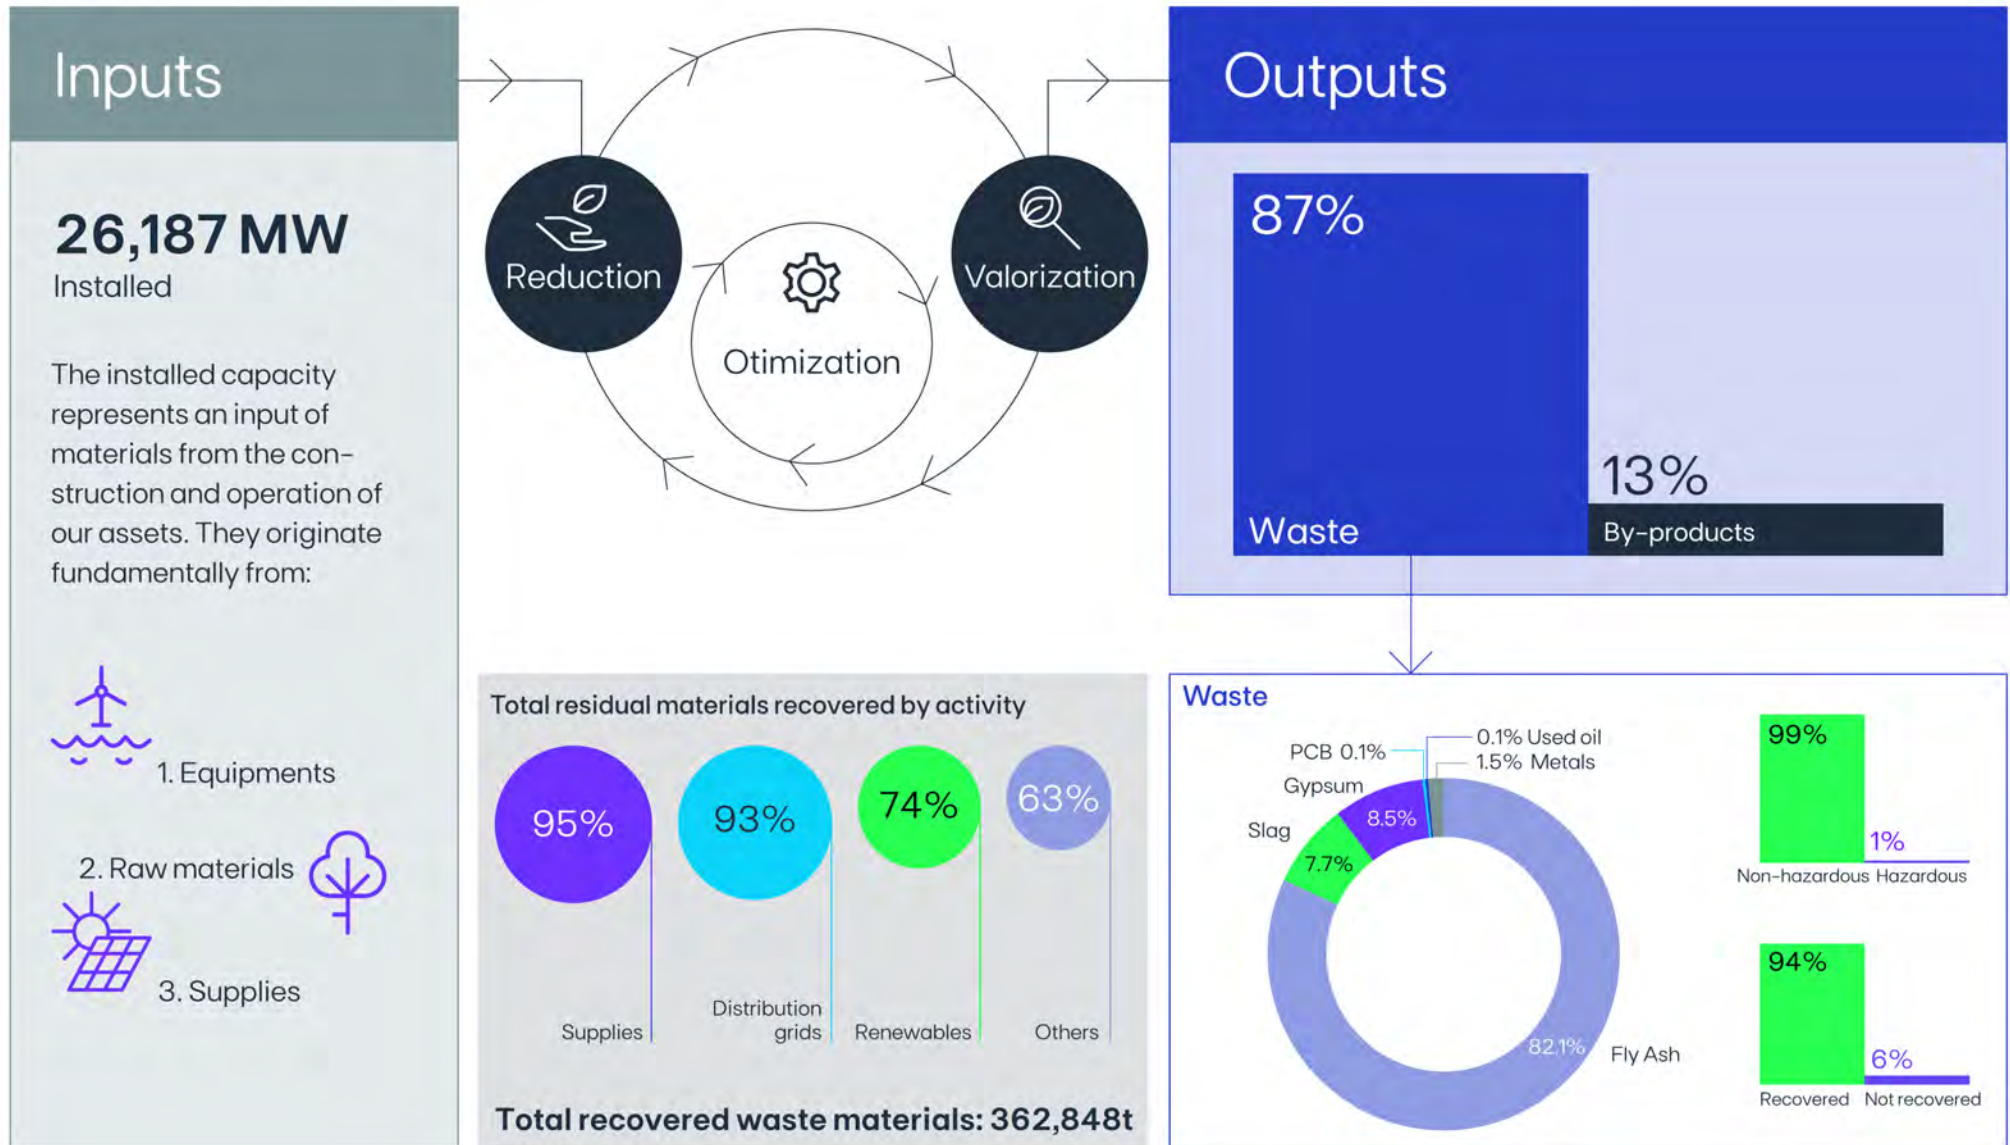 Inputs
26,187 MW
Installed
The installed capacity
represents an input of
materials from the con-
struction and operation of
our assets. They originate
fundamentally from:
1. Equipments
2. Raw materials
3. Supplies
Reduction
Otimization
Valorization
Outputs
87%
Waste
13%
By-products
Total residual materials recovered by activity
95%
93%
74%
63%
Supplies
Distribution
grids
Renewables
Others
Total recovered waste materials: 362,848t
Waste
PCB 0.1%
0.1% Used oil
1.5% Metals
Gypsum
8.5%
Slag
7.7%
82.1%
Fly Ash
99%
1%
Non-hazardous Hazardous
94%
6%
Recovered Not recovered